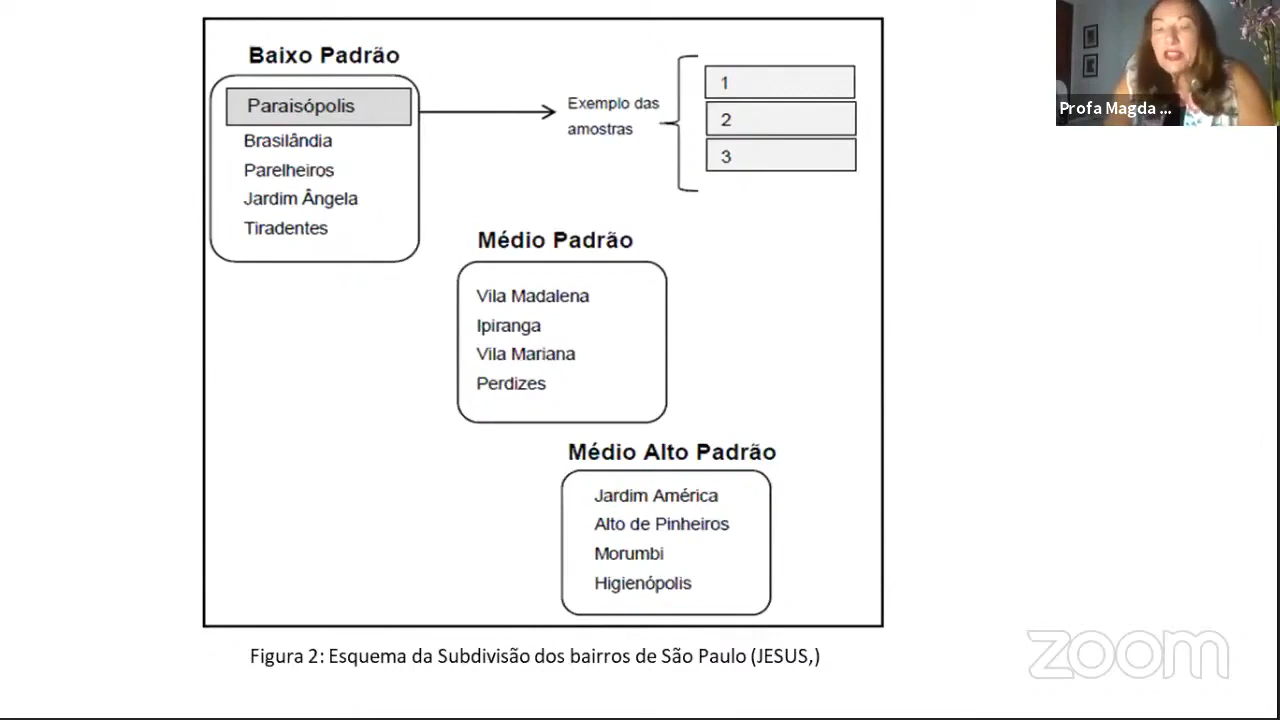 Baixo Padrão
Paraisópolis
Brasilândia
Parelheiros
Jardim Ângela
Tiradentes
Exemplo das
amostras
1
2
3
Médio Padrão
Vila Madalena
Ipiranga
Vila Mariana
Perdizes
Médio Alto Padrão
Jardim América
Alto de Pinheiros
Morumbi
Higienópolis
Figura 2: Esquema da Subdivisão dos bairros de São Paulo (JESUS,)
Profa Magda ...
zoom